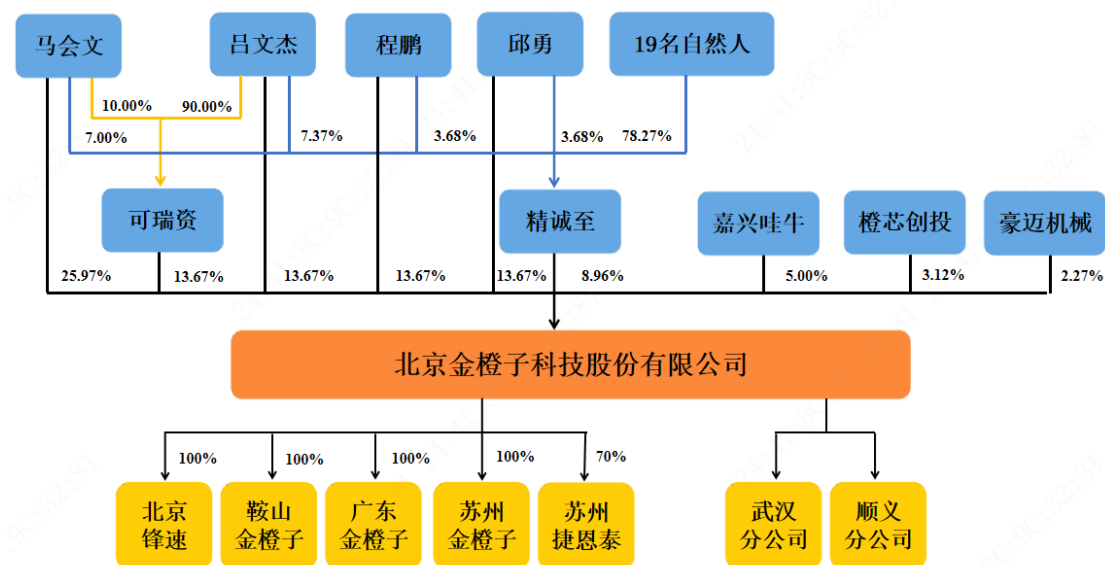 马会文
吕文杰
程鹏
邱勇
19名自然人
10.00%
90.00%
7.00%
7.37%
3.68%
3.68%
78.27%
可瑞资
精诚至
嘉兴哇牛
橙芯创投
豪迈机械
25.97%
13.67%
13.67%
13.67%
13.67%
8.96%
5.00%
3.12%
2.27%
北京金橙子科技股份有限公司
100%
100%
100%
100%
70%
北京
锋速
鞍山
金橙子
广东
金橙子
苏州
金橙子
苏州
捷恩泰
武汉
分公司
顺义
分公司